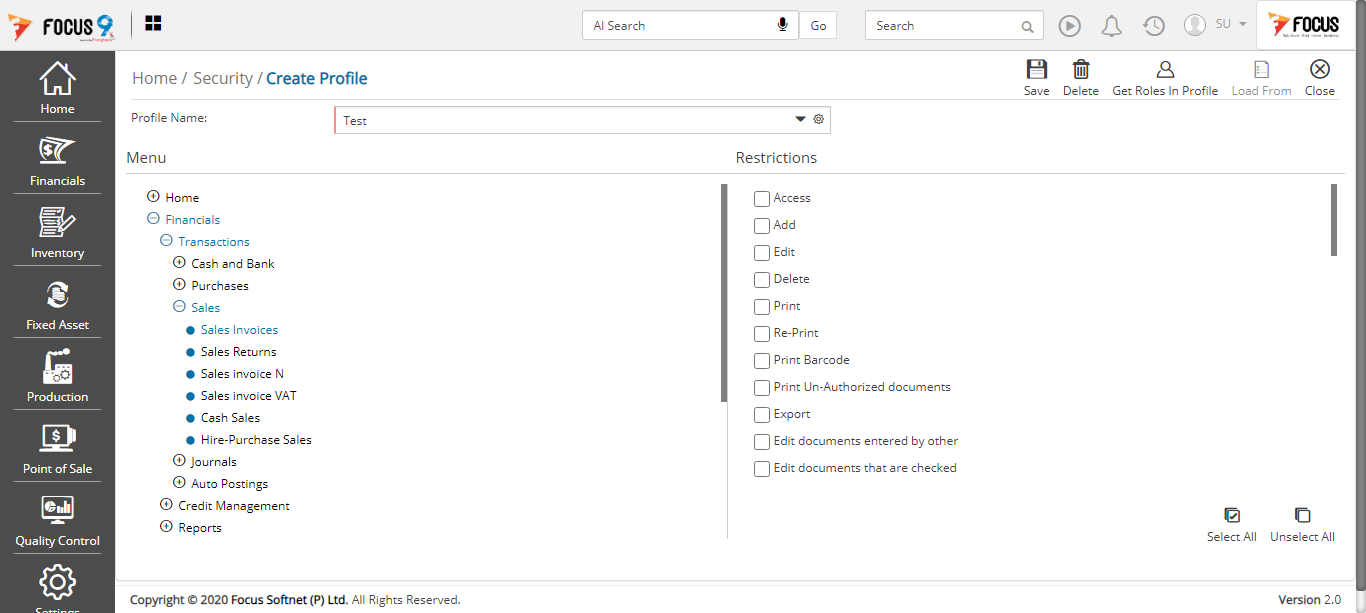 FOCUS 9
AI Search
Go
Search
SU
FOCUS
Home
Financials
Inventory
Fixed Asset
Production
Point of Sale
Quality Control
Settings
Home / Security / Create Profile
Save
Delete
Get Roles In Profile
Load From
Close
Profile Name:
Test
Menu
Home
Financials
Transactions
Cash and Bank
Purchases
Sales
Sales Invoices
Sales Returns
Sales invoice N
Sales invoice VAT
Cash Sales
Hire-Purchase Sales
Journals
Auto Postings
Credit Management
Reports
Restrictions
Access
Add
Edit
Delete
Print
Re-Print
Print Barcode
Print Un-Authorized documents
Export
Edit documents entered by other
Edit documents that are checked
Select All
Unselect All
Copyright © 2020 Focus Softnet (P) Ltd. All Rights Reserved.
Version 2.0